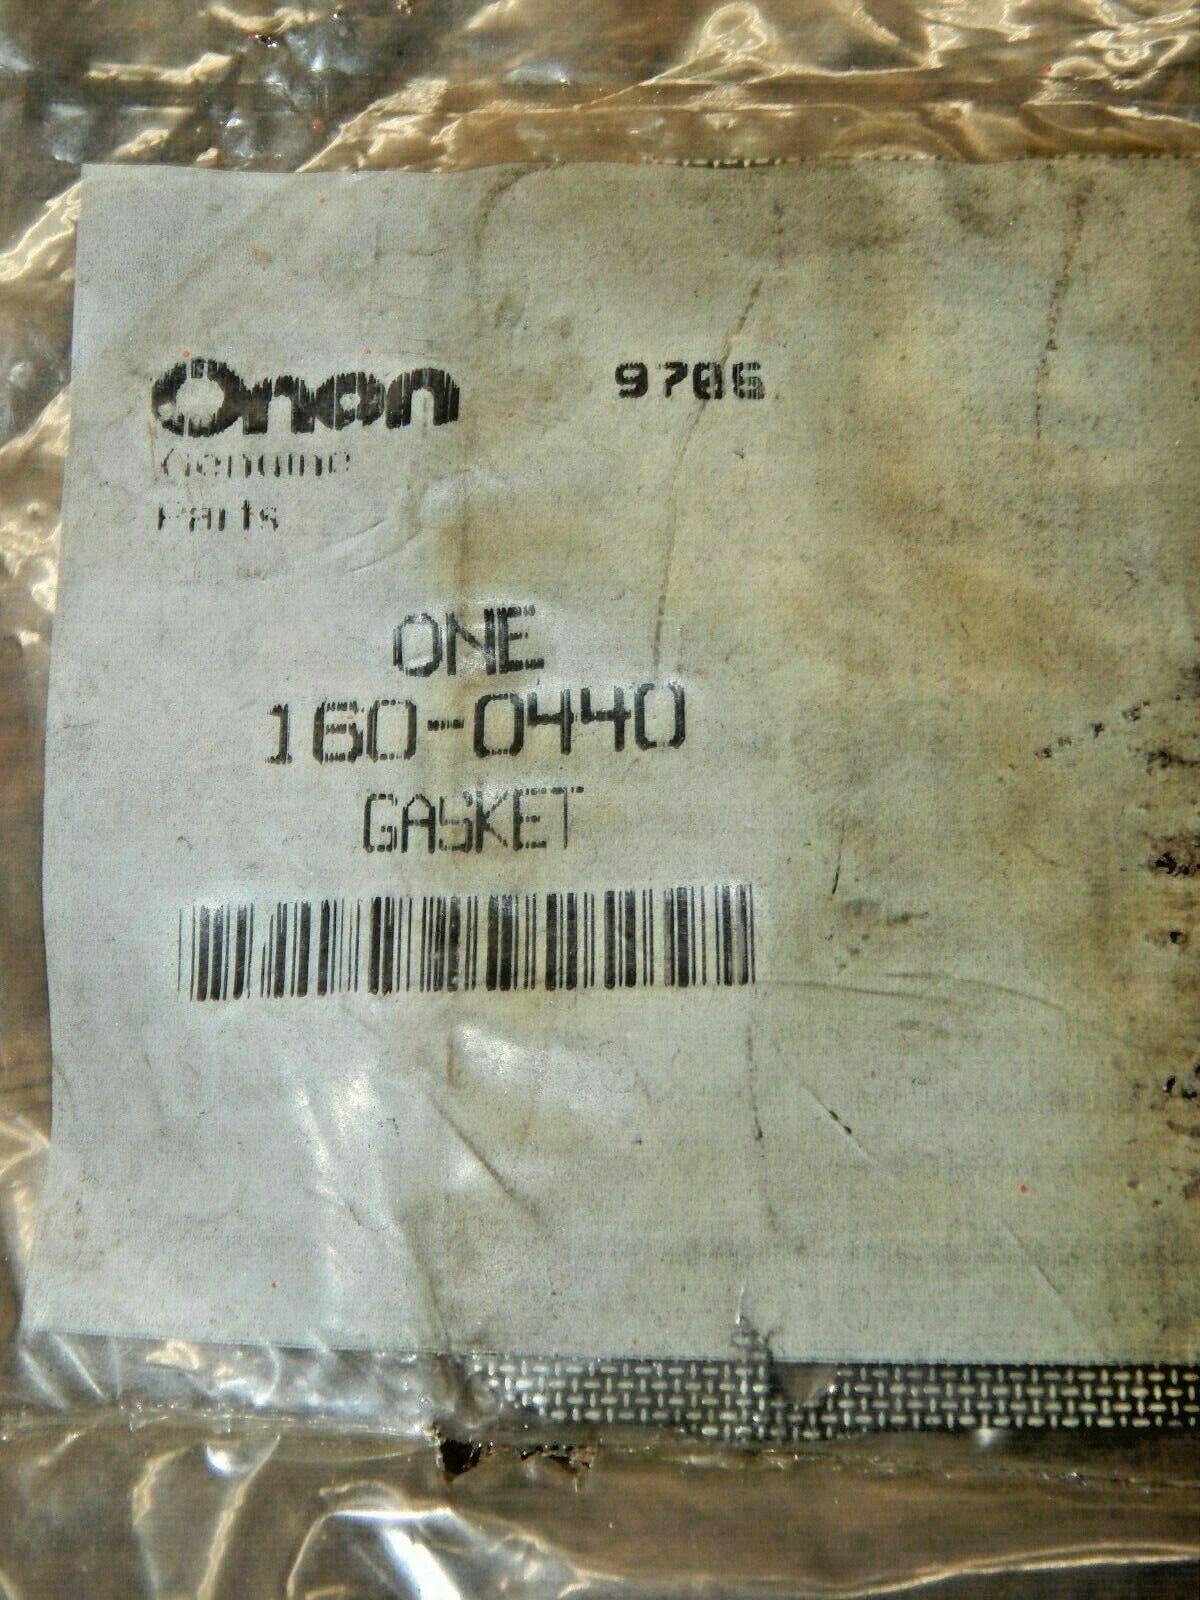 Onan 9706
Genuine
Parts
ONE
160-0440
GASKET